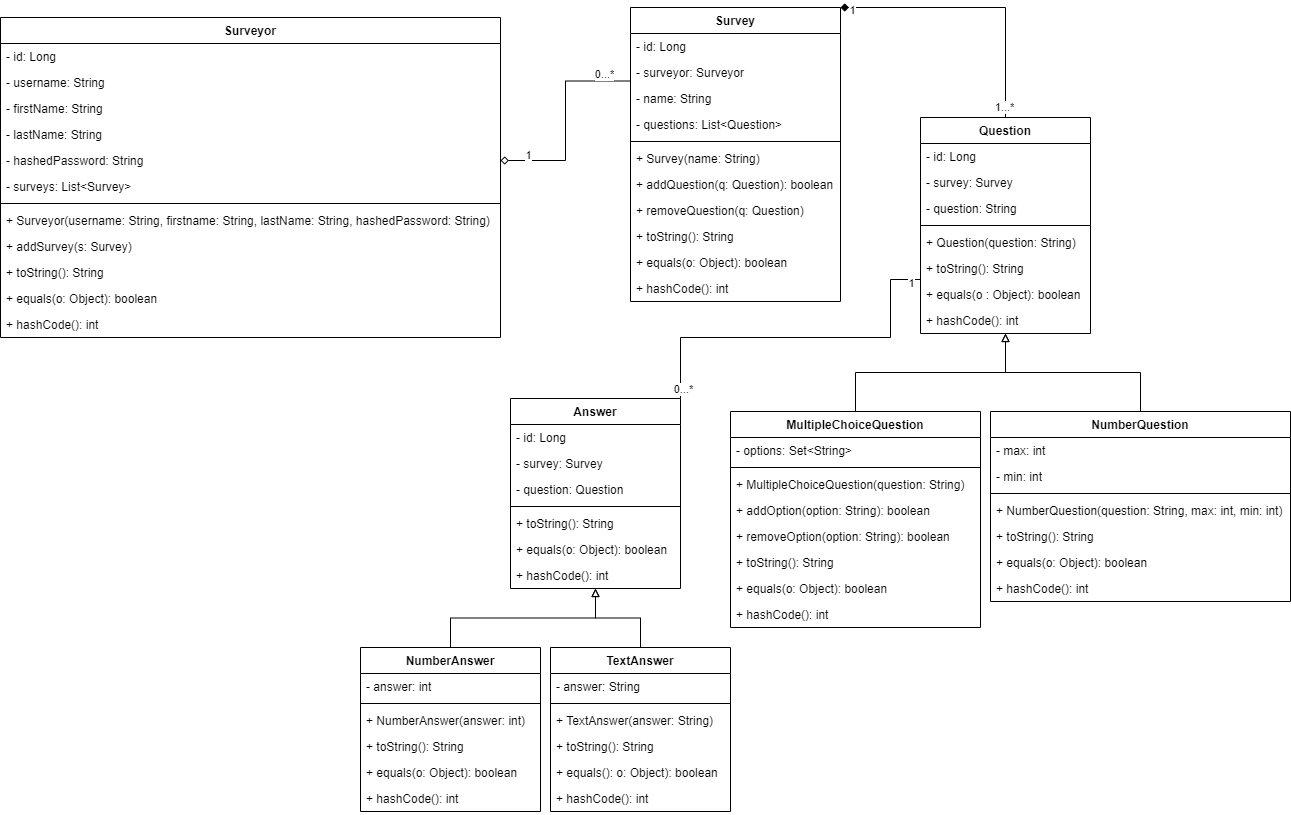 Surveyor
- id: Long
- username: String
- firstName: String
- lastName: String
- hashedPassword: String
- surveys: List<Survey>
+ Surveyor(username: String, firstname: String, lastName: String, hashedPassword: String)
+ addSurvey(s: Survey)
+ toString(): String
+ equals(o: Object): boolean
+ hashCode(): int
1
0...*
Survey
- id: Long
- surveyor: Surveyor
- name: String
- questions: List<Question>
+ Survey(name: String)
+ addQuestion(q: Question): boolean
+ removeQuestion(q: Question)
+ toString(): String
+ equals(o: Object): boolean
+ hashCode(): int
1
1...*
Question
- id: Long
- survey: Survey
- question: String
+ Question(question: String)
+ toString(): String
+ equals(o : Object): boolean
+ hashCode(): int
1
0...*
Answer
- id: Long
- survey: Survey
- question: Question
+ toString(): String
+ equals(o: Object): boolean
+ hashCode(): int
MultipleChoiceQuestion
- options: Set<String>
+ MultipleChoiceQuestion(question: String)
+ addOption(option: String): boolean
+ removeOption(option: String): boolean
+ toString(): String
+ equals(o: Object): boolean
+ hashCode(): int
NumberQuestion
- max: int
- min: int
+ NumberQuestion(question: String, max: int, min: int)
+ toString(): String
+ equals(o: Object): boolean
+ hashCode(): int
NumberAnswer
- answer: int
+ NumberAnswer(answer: int)
+ toString(): String
+ equals(o: Object): boolean
+ hashCode(): int
TextAnswer
- answer: String
+ TextAnswer(answer: String)
+ toString(): String
+ equals(): o: Object): boolean
+ hashCode(): int